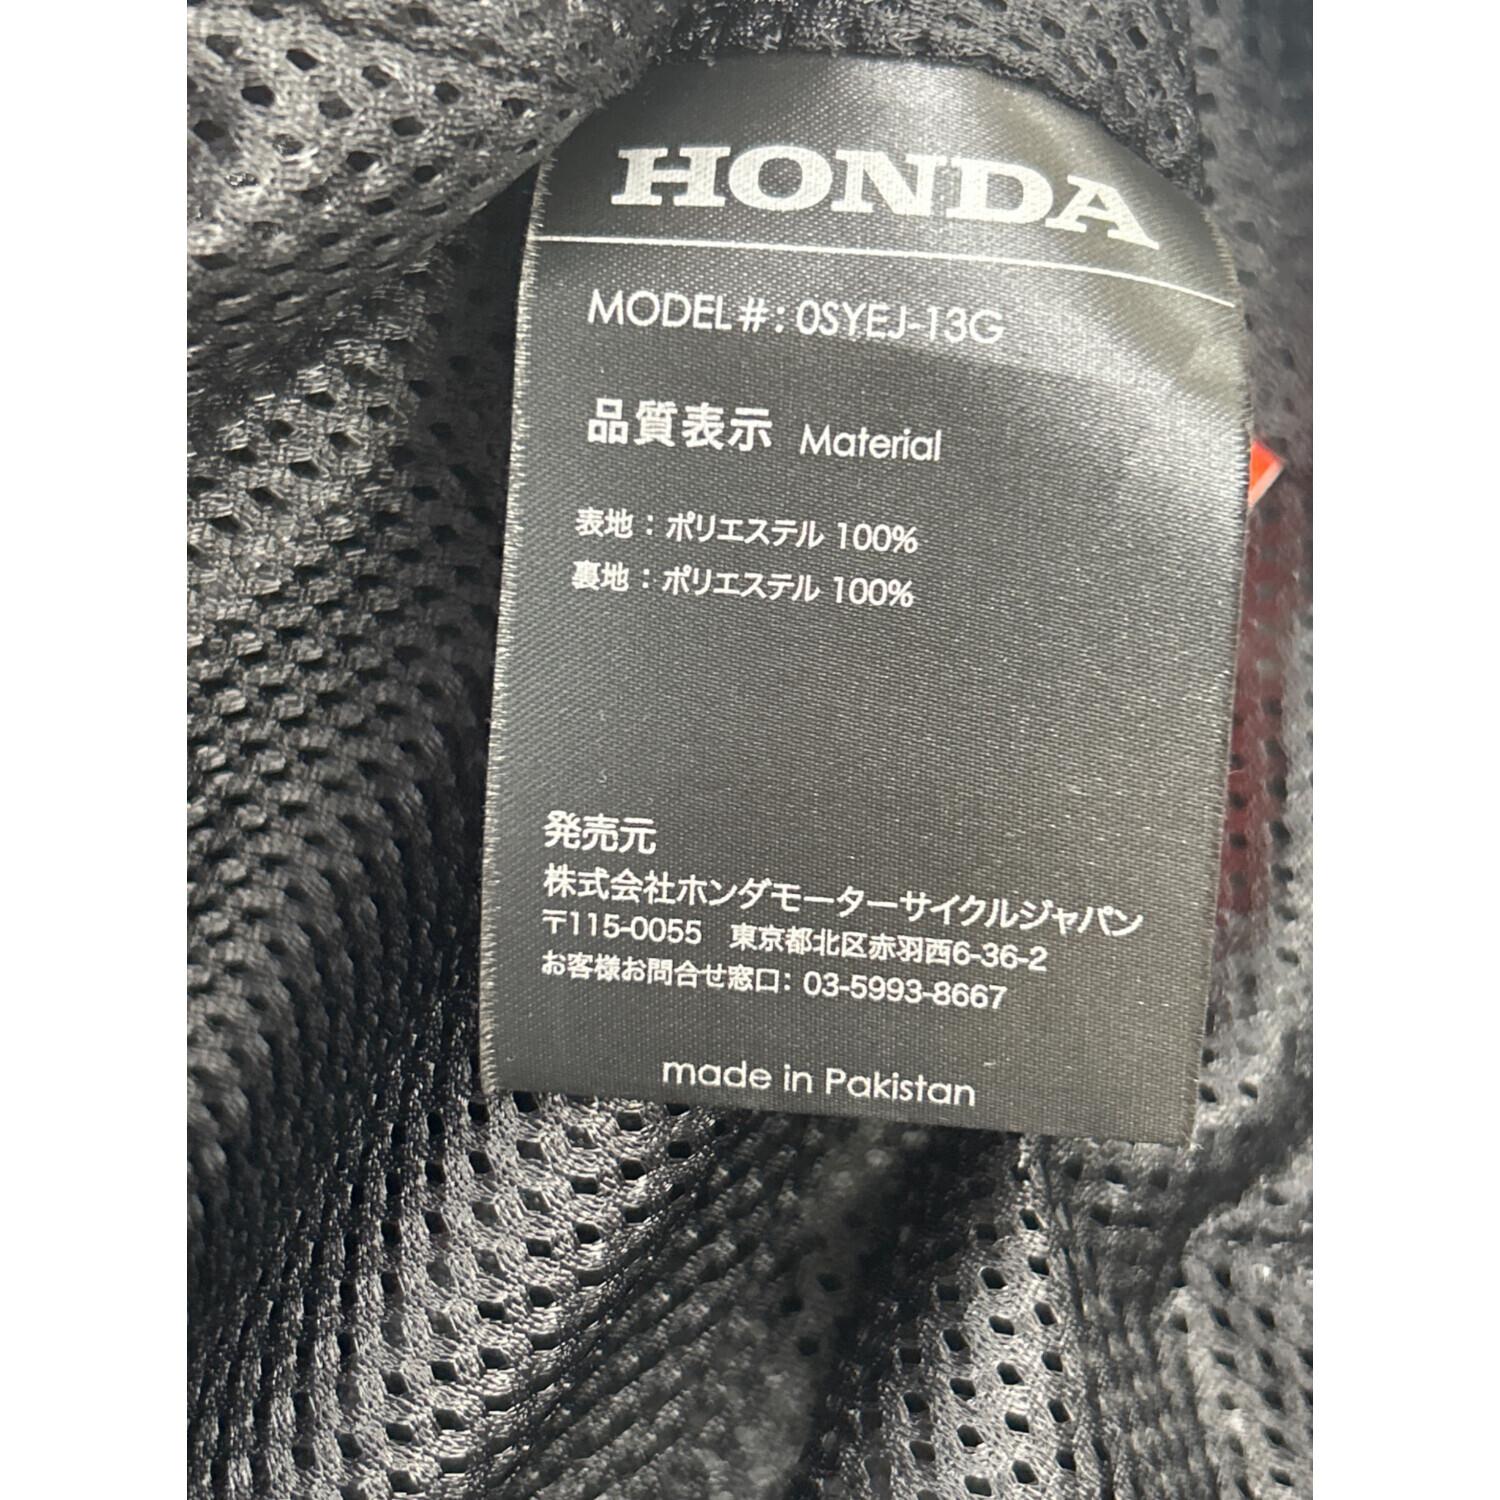 HONDA
MODEL#: 0SYEJ-13G
品質表示 Material
表地：ポリエステル 100%
裏地：ポリエステル 100%
発売元
株式会社ホンダモーターサイクルジャパン
〒115-0055 東京都北区赤羽西6-36-2
お客様お問合せ窓口: 03-5993-8667
made in Pakistan